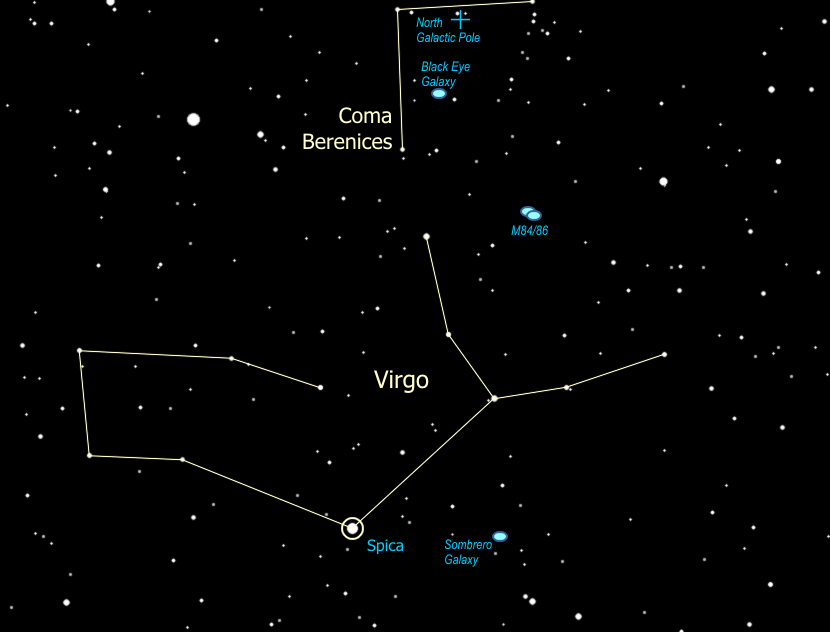 North
Galactic Pole
Black Eye
Galaxy
Coma
Berenices
M84/86
Virgo
Spica
Sombrero
Galaxy